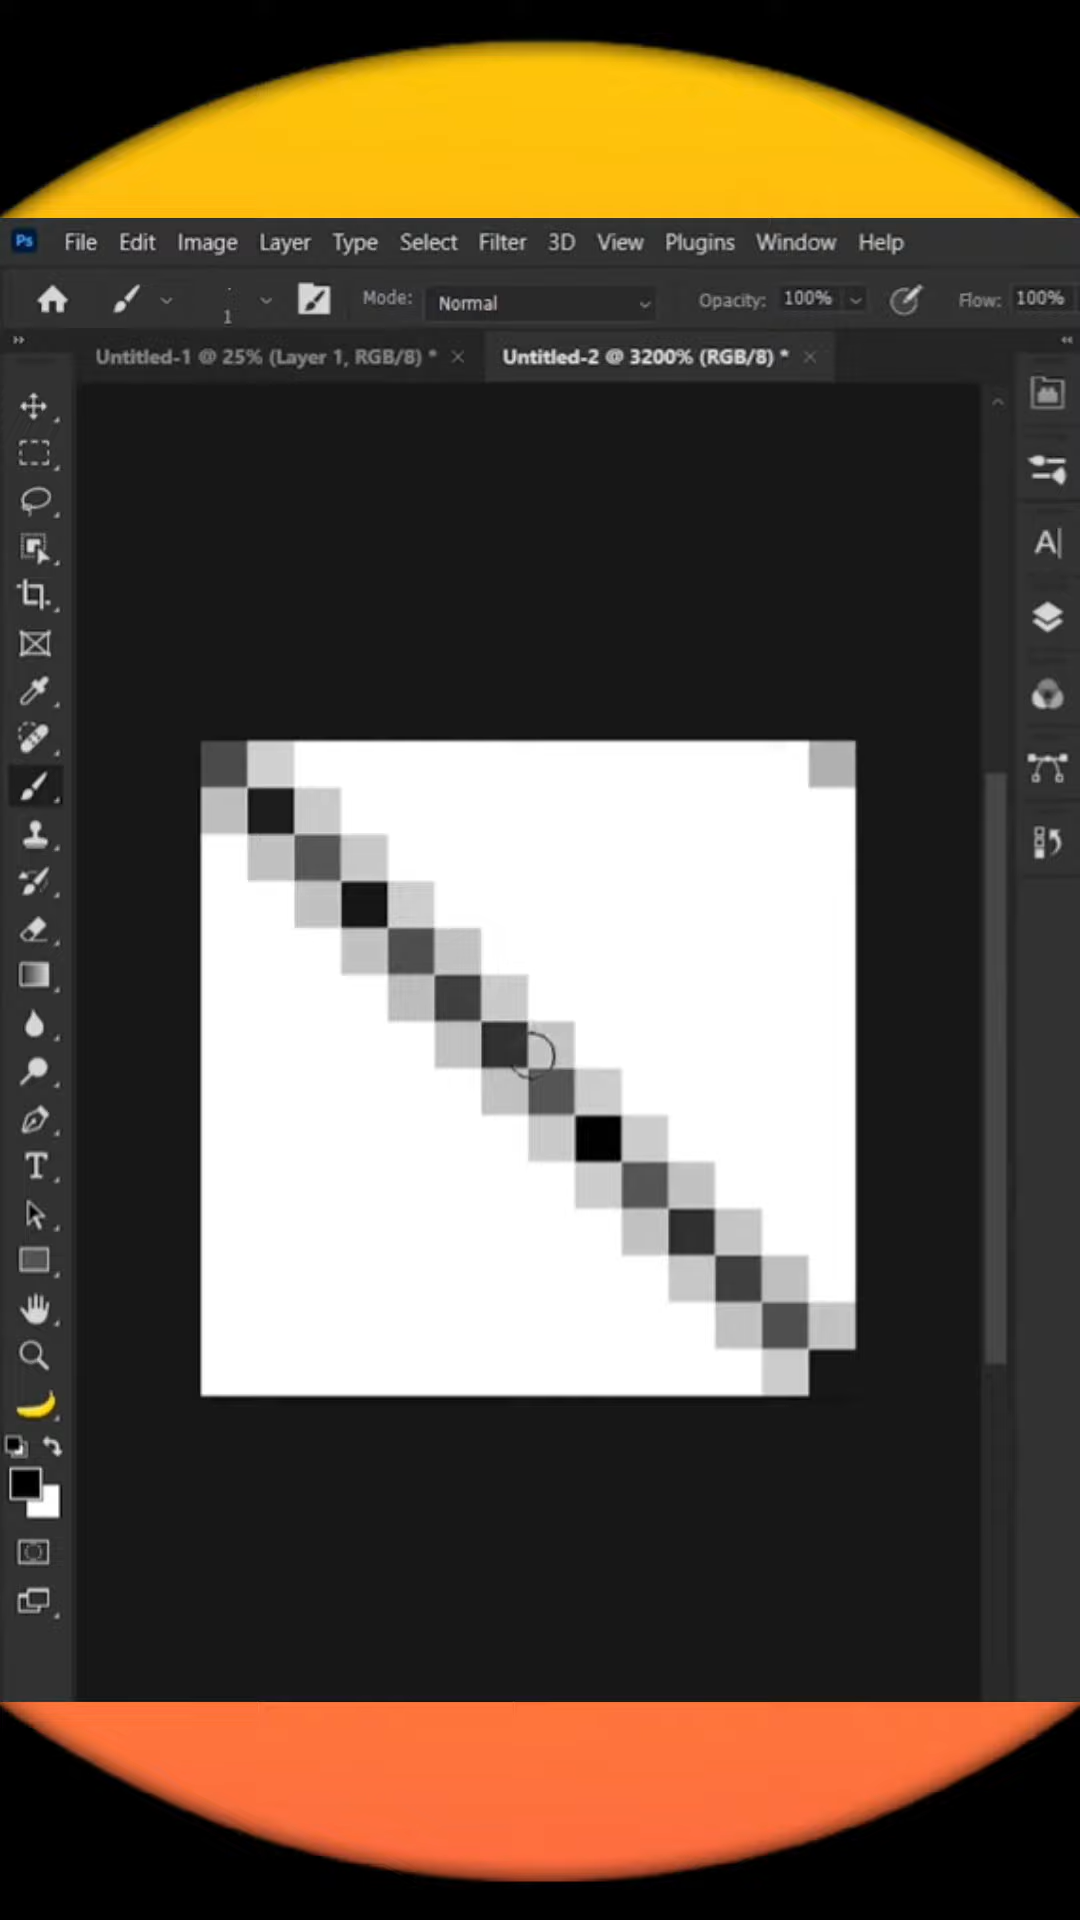 Ps File Edit Image Layer Type Select Filter 3D View Plugins Window Help
1 Mode: Normal Opacity: 100% Flow: 100%
Untitled-1 @ 25% (Layer 1, RGB/8) * Untitled-2 @ 3200% (RGB/8) *
A
T